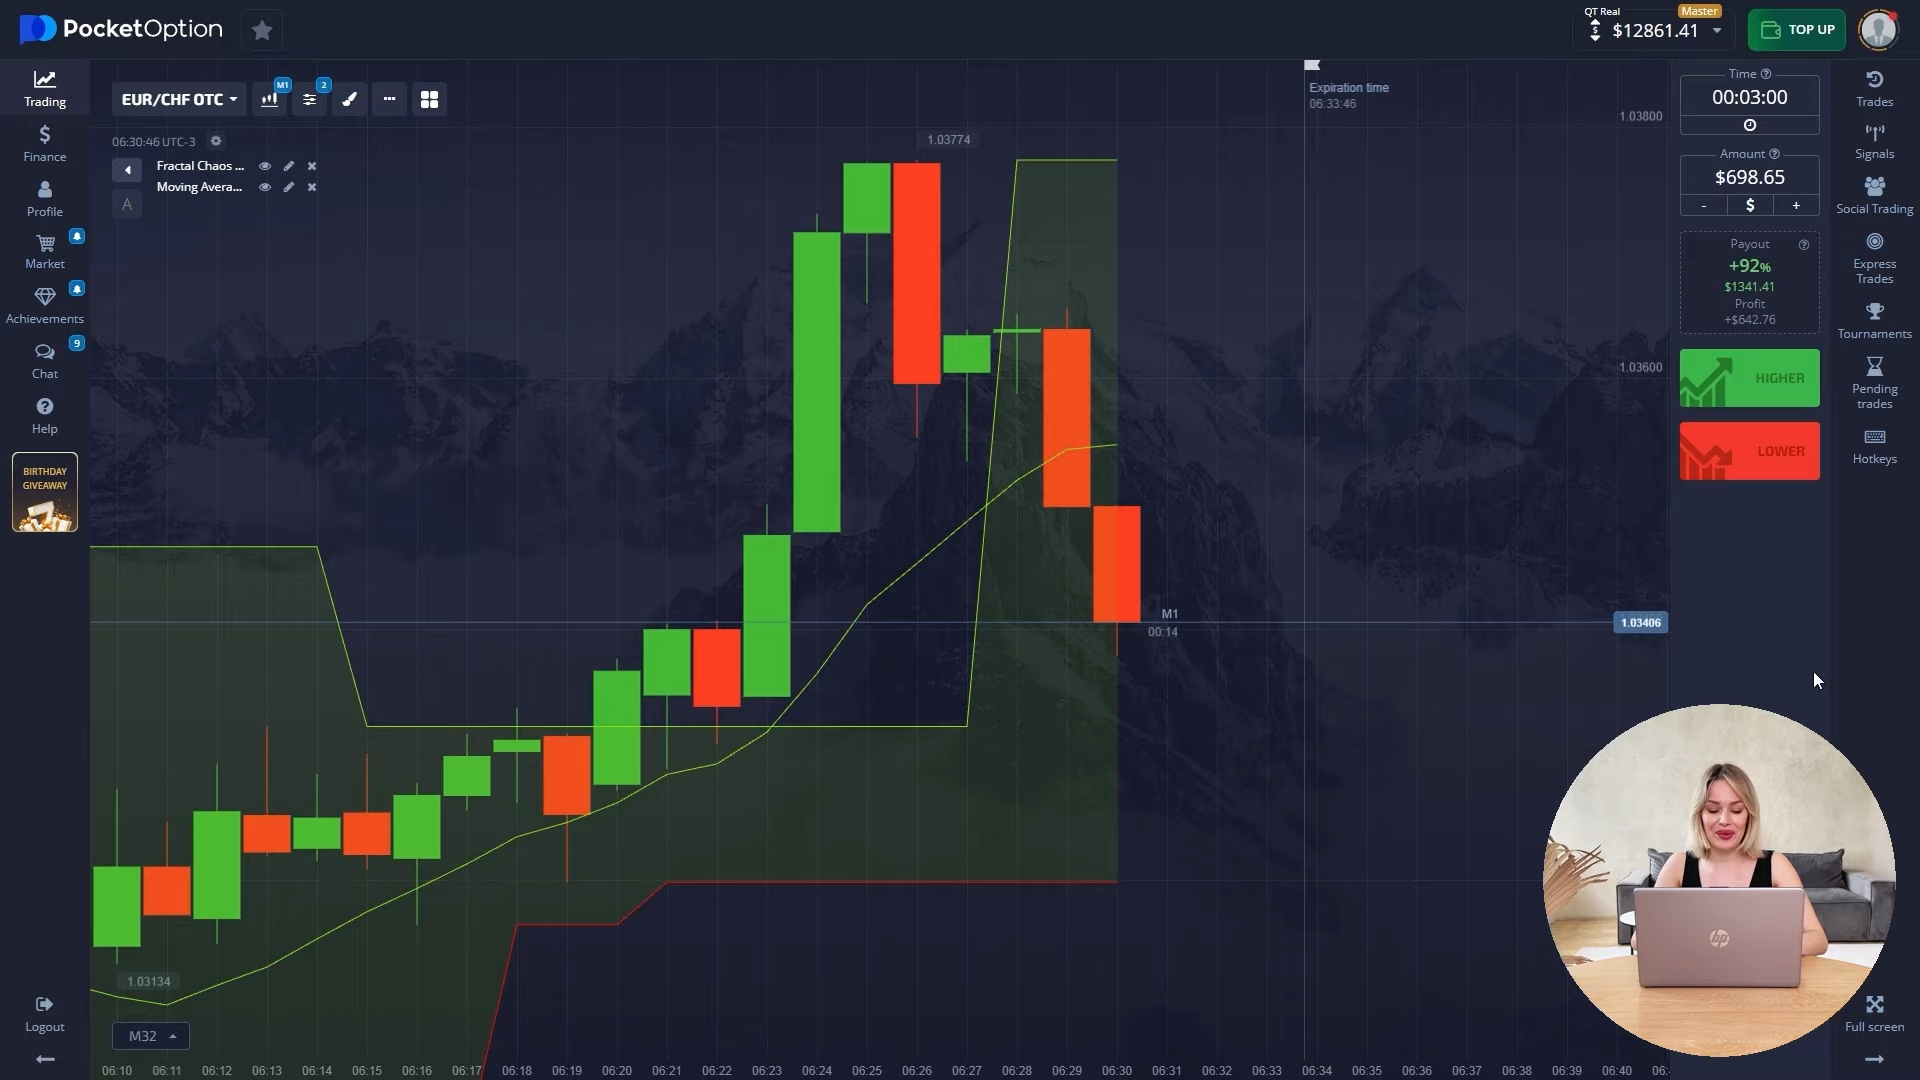 PocketOption
QT Real
Master
$12861.41
TOP UP
Trading
Finance
Profile
Market
Achievements
9
Chat
Help
BIRTHDAY
GIVEAWAY
Logout
EUR/CHF OTC
M1
2
06:30:46 UTC-3
Fractal Chaos ...
Moving Avera...
A
1.03774
Expiration time
06:33:46
1.03800
1.03600
M1
00:14
1.03406
1.03134
M32
06:10 06:11 06:12 06:13 06:14 06:15 06:16 06:17 06:18 06:19 06:20 06:21 06:22 06:23 06:24 06:25 06:26 06:27 06:28 06:29 06:30 06:31 06:32 06:33 06:34 06:35 06:36 06:37 06:38 06:39 06:40 06:
Time
00:03:00
Amount
$698.65
- $ +
Payout
+92%
$1341.41
Profit
+$642.76
HIGHER
LOWER
Trades
Signals
Social Trading
Express
Trades
Tournaments
Pending
trades
Hotkeys
hp
Full screen